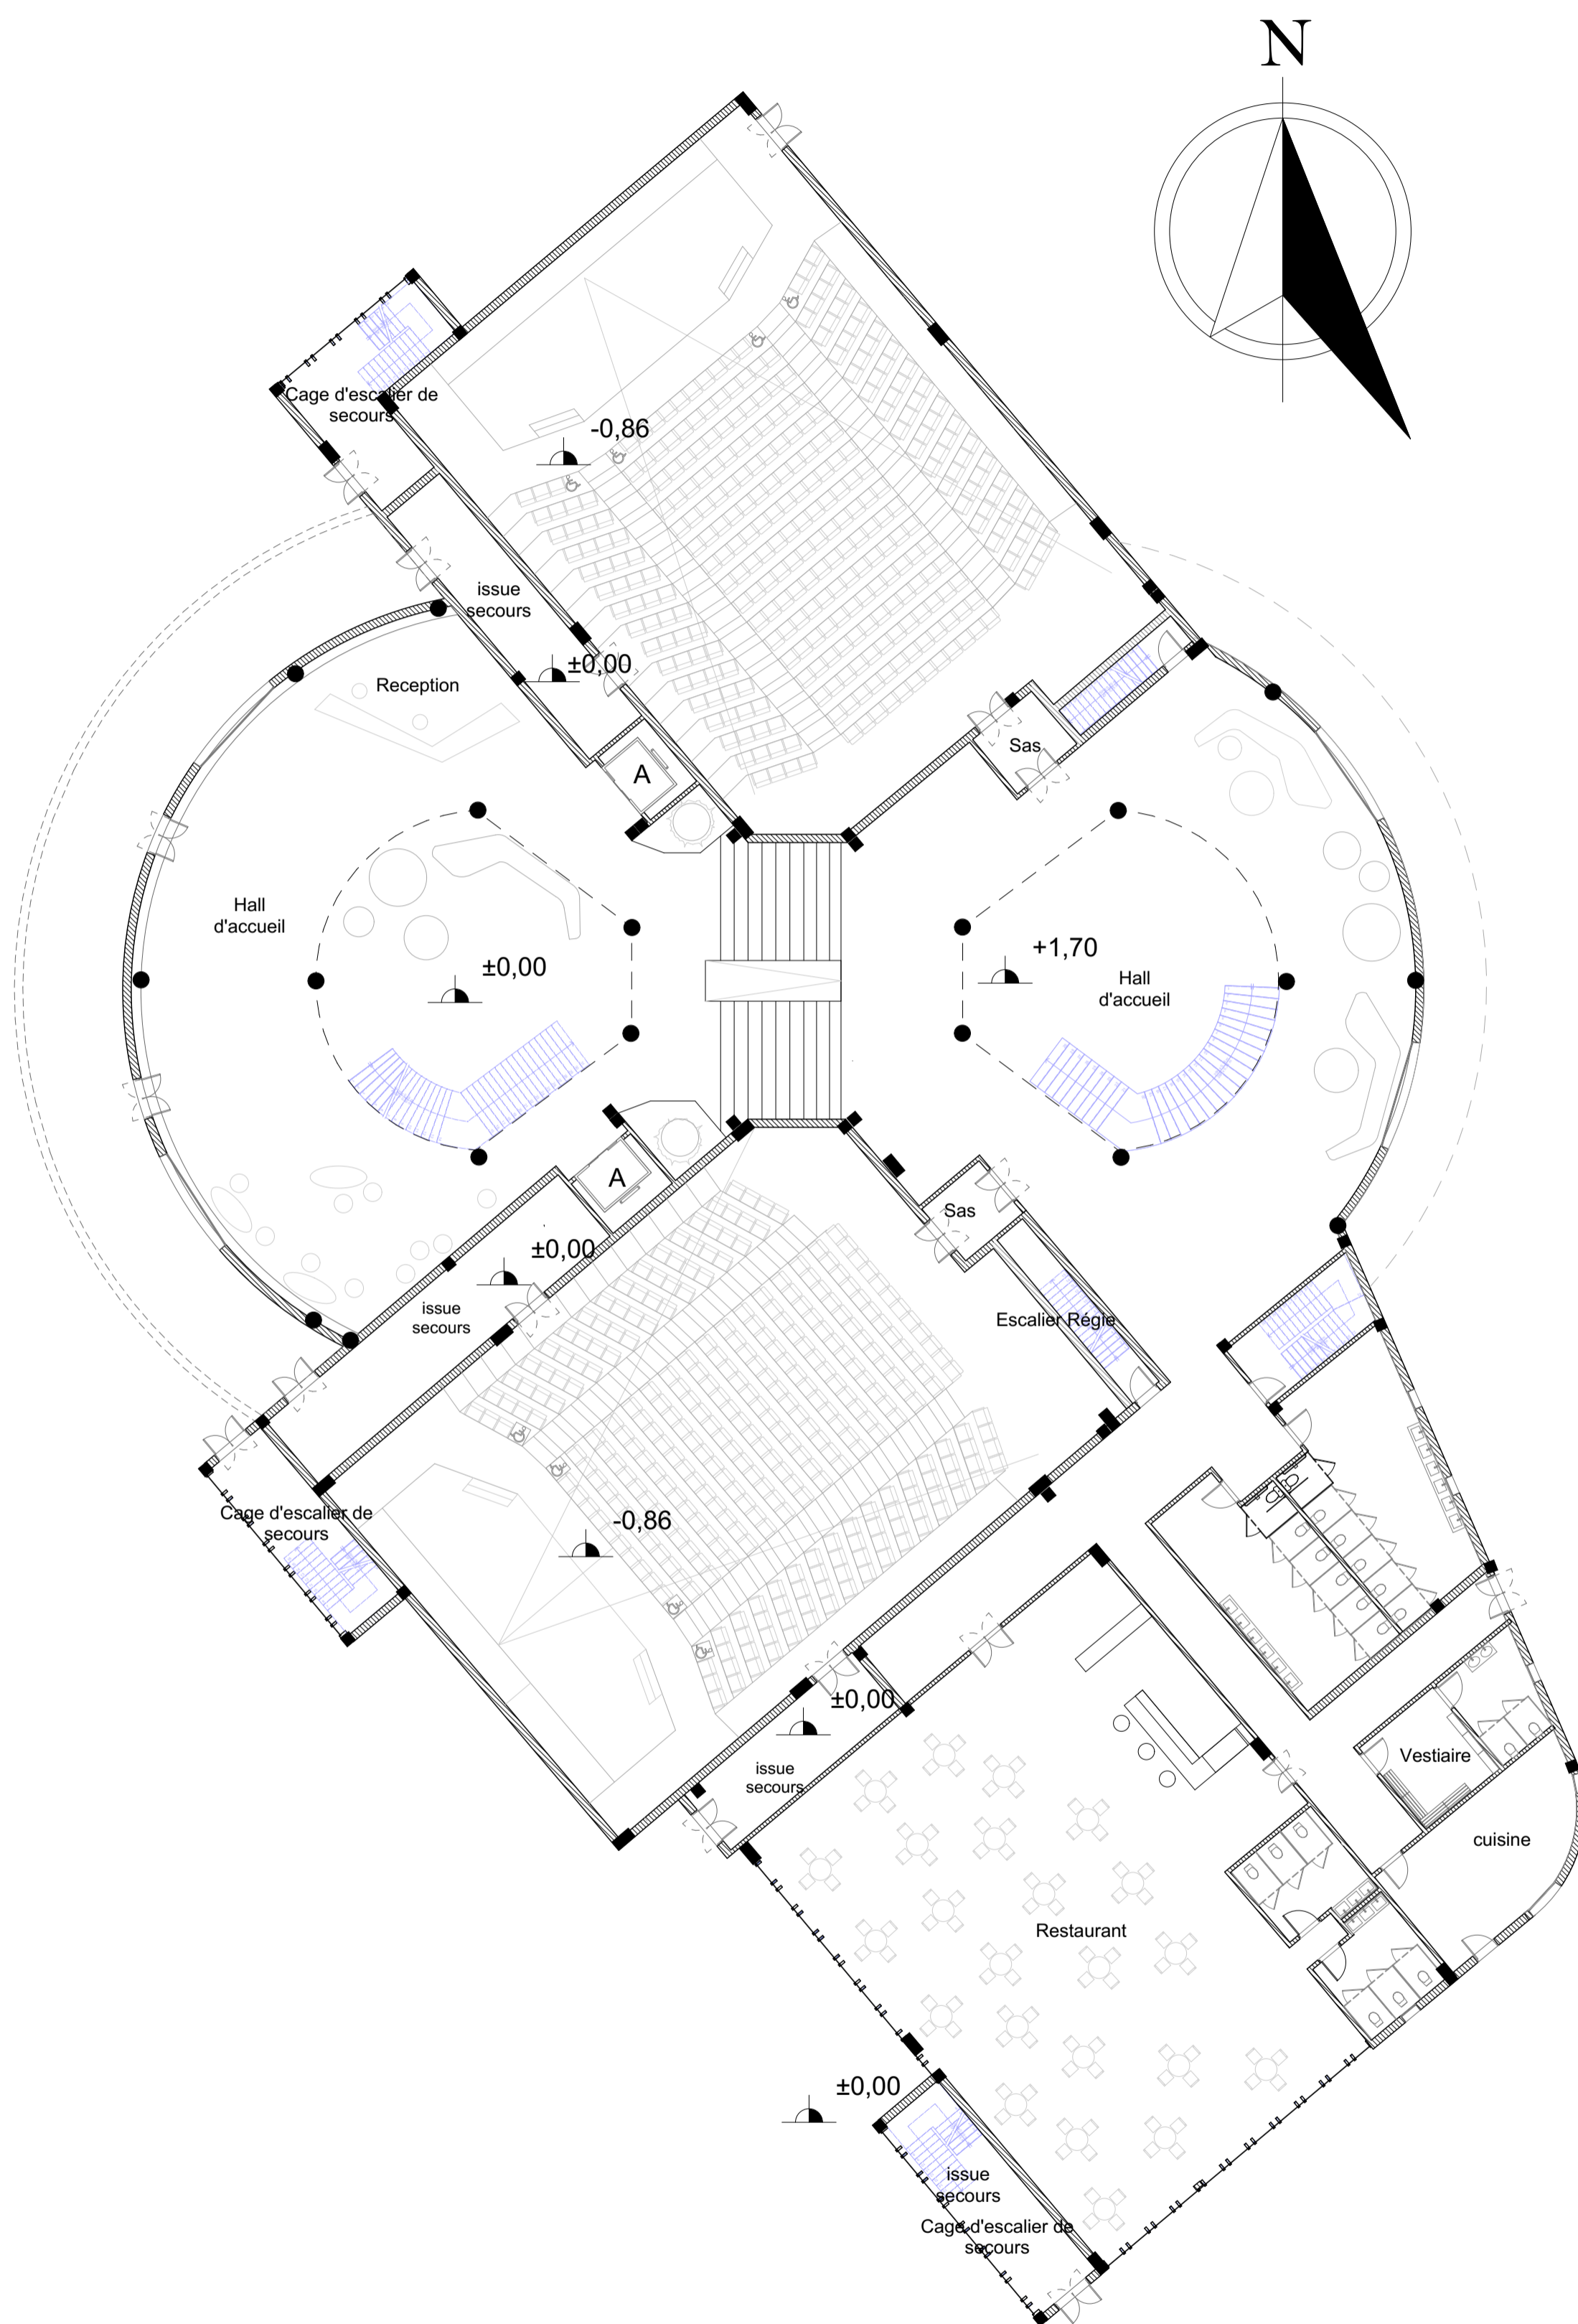 N
Cage d'escalier de
secours
-0,86
issue
secours
±0,00
Reception
A
Sas
Hall
d'accueil
±0,00
+1,70
Hall
d'accueil
A
Sas
±0,00
issue
secours
Escalier Régie
Cage d'escalier de
secours
-0,86
±0,00
issue
secours
Vestiaire
cuisine
Restaurant
±0,00
issue
secours
Cage d'escalier de
secours